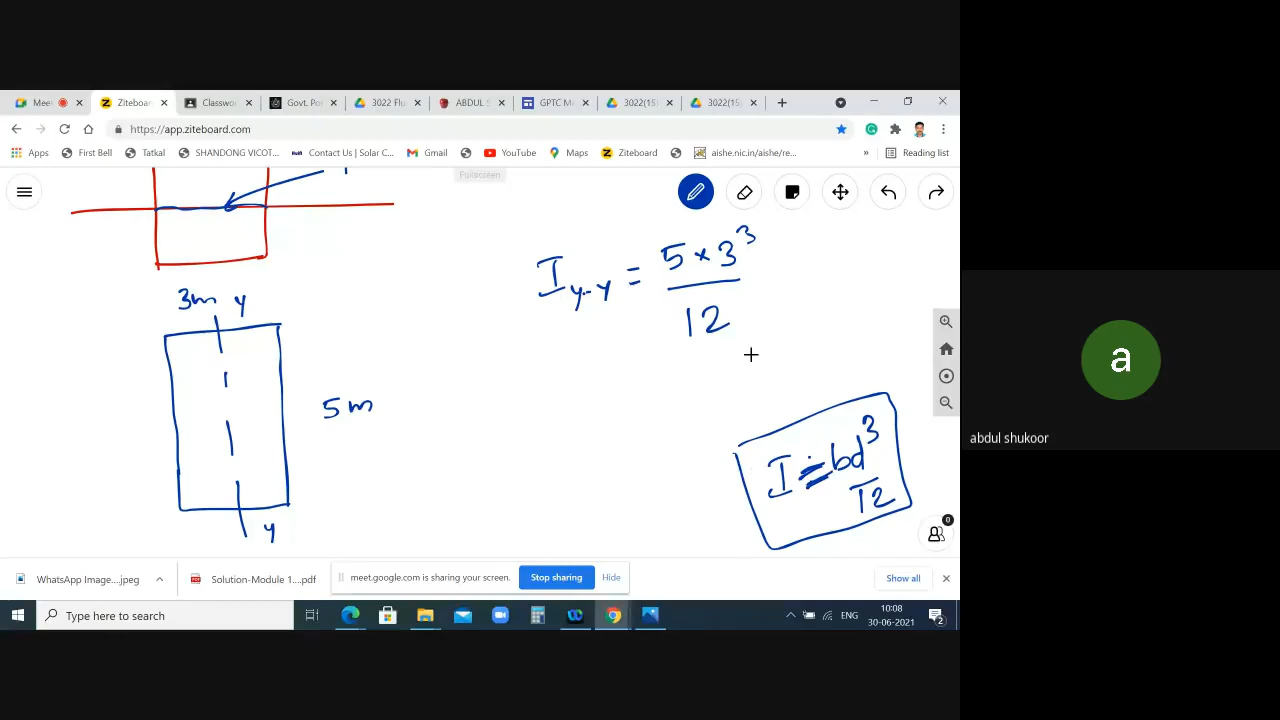 Meet
Ziteboard
Classwo
Govt. Po
3022 Flu
ABDUL S
GPTC M
3022(15)
3022(15)
https://app.ziteboard.com
Apps
First Bell
Tatkal
SHANDONG VICOT...
Contact Us | Solar C...
Gmail
YouTube
Maps
Ziteboard
aishe.nic.in/aishe/re...
»
Reading list
Fullscreen
I y-y = 5 × 3³
12
3m y
5m
y
I = bd³
12
a
abdul shukoor
0
WhatsApp Image....jpeg
Solution-Module 1....pdf
meet.google.com is sharing your screen.
Stop sharing
Hide
Show all
Type here to search
ENG
10:08
30-06-2021
2